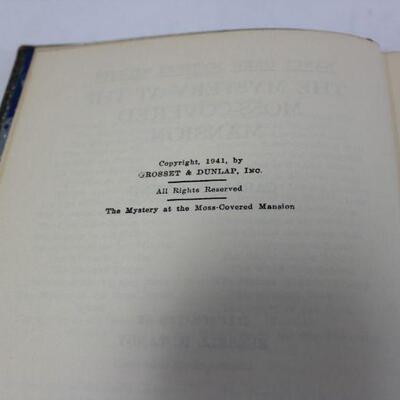 Copyright, 1941, by
GROSSET & DUNLAP, INC.
All Rights Reserved
The Mystery at the Moss-Covered Mansion